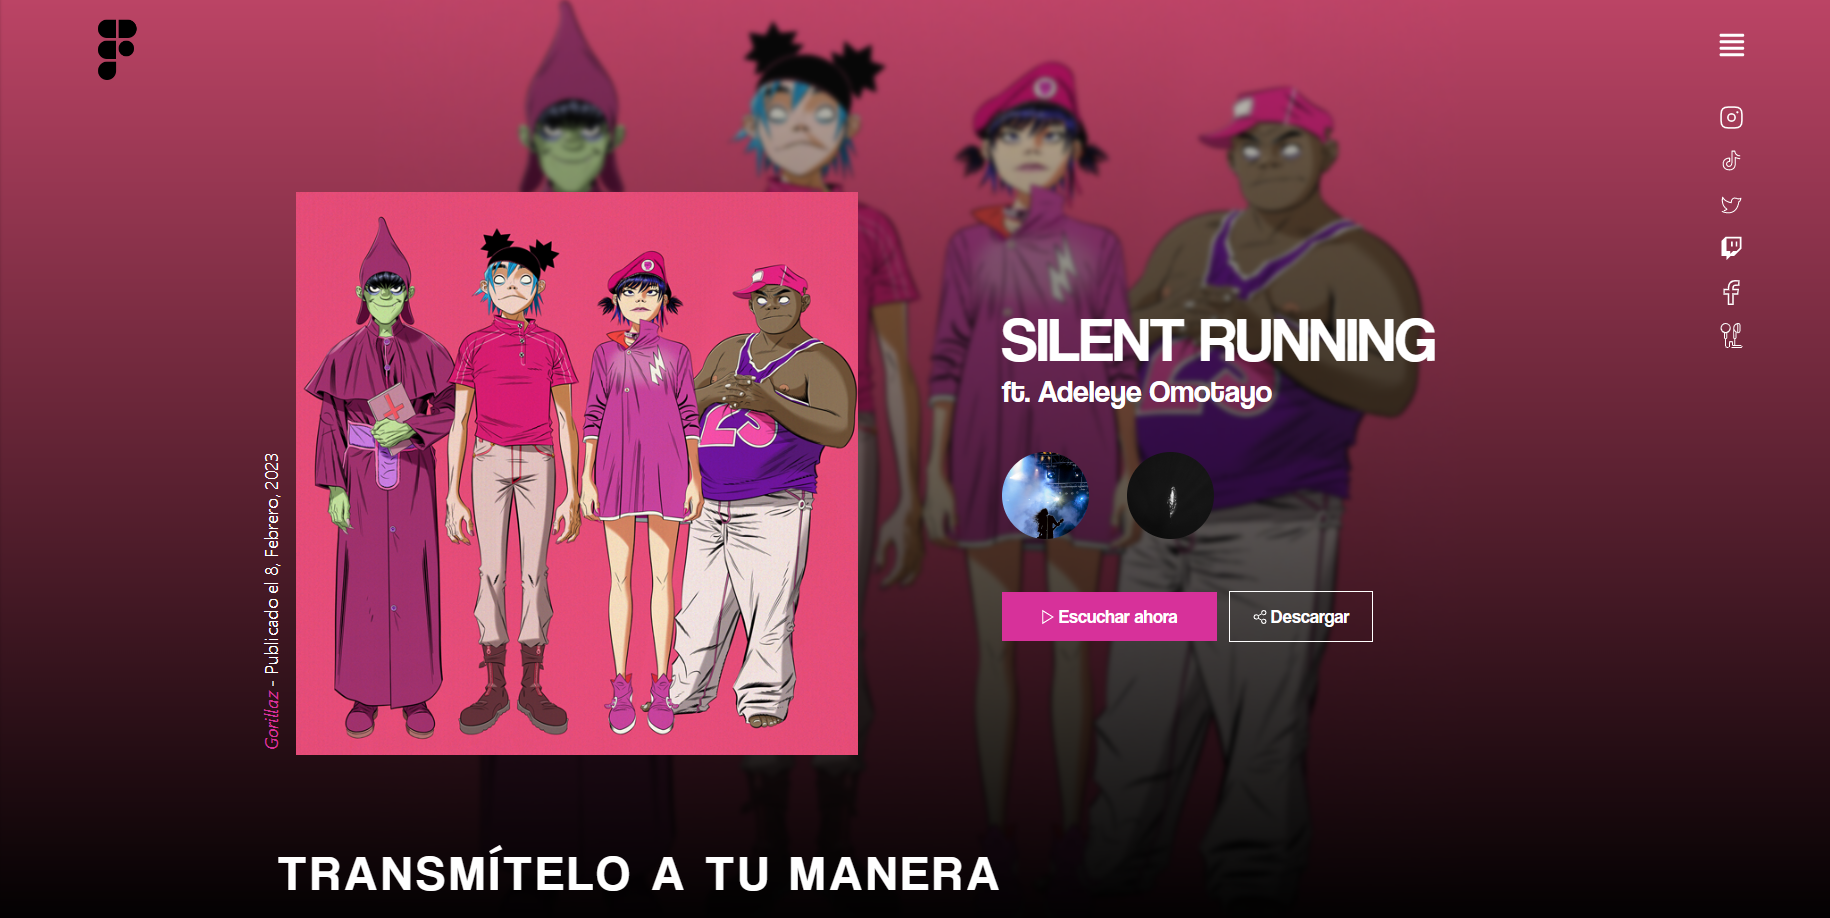 SILENT RUNNING
ft. Adeleye Omotayo
Escuchar ahora
Descargar
Gorillaz - Publicado el 8, Febrero, 2023
TRANSMÍTELO A TU MANERA